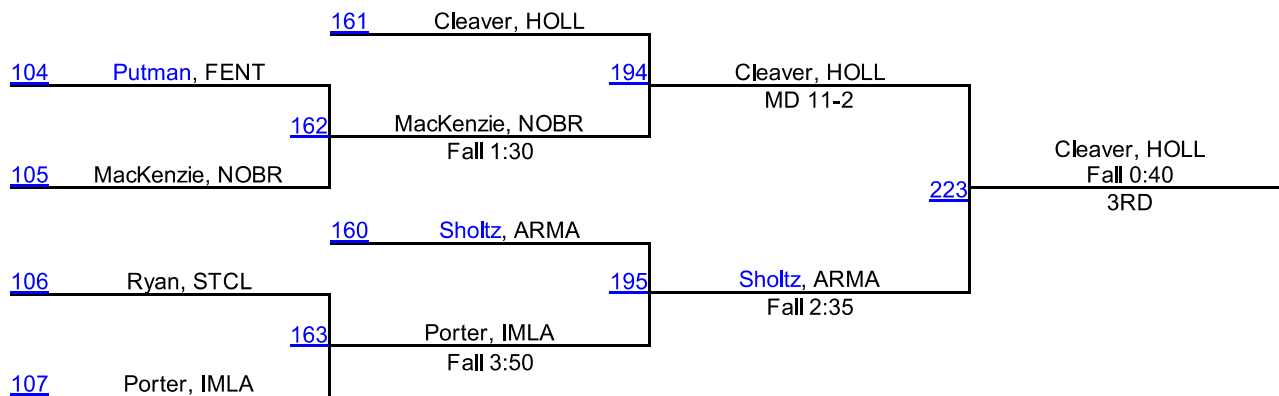 161 Cleaver, HOLL
104 Putman, FENT
194 Cleaver, HOLL
MD 11-2
162 MacKenzie, NOBR
Fall 1:30
105 MacKenzie, NOBR
Cleaver, HOLL
Fall 0:40
223
3RD
160 Sholtz, ARMA
106 Ryan, STCL
195 Sholtz, ARMA
Fall 2:35
163 Porter, IMLA
Fall 3:50
107 Porter, IMLA